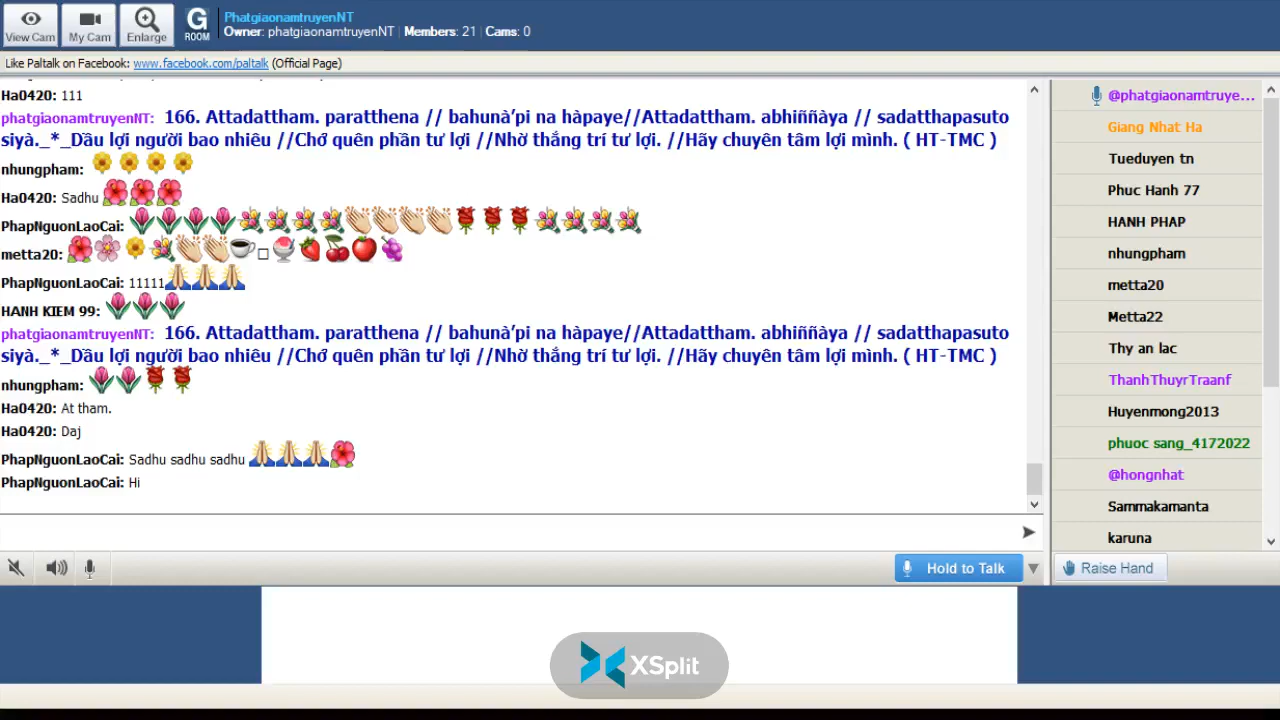 View Cam
My Cam
Enlarge
G ROOM
PhatgiaonamtruyenNT
Owner: phatgiaonamtruyenNT | Members: 21 | Cams: 0
Like Paltalk on Facebook: www.facebook.com/paltalk (Official Page)
Ha0420: 111
phatgiaonamtruyenNT: 166. Attadattham. paratthena // bahunà’pi na hàpaye//Attadattham. abhiññàya // sadatthapasuto
siyà._*_Dầu lợi người bao nhiêu //Chớ quên phần tư lợi //Nhờ thắng trí tư lợi. //Hãy chuyên tâm lợi mình. ( HT-TMC )
nhungpham:
Ha0420: Sadhu
PhapNguonLaoCai:
metta20:
PhapNguonLaoCai: 11111
HANH KIEM 99:
phatgiaonamtruyenNT: 166. Attadattham. paratthena // bahunà’pi na hàpaye//Attadattham. abhiññàya // sadatthapasuto
siyà._*_Dầu lợi người bao nhiêu //Chớ quên phần tư lợi //Nhờ thắng trí tư lợi. //Hãy chuyên tâm lợi mình. ( HT-TMC )
nhungpham:
Ha0420: At tham.
Ha0420: Daj
PhapNguonLaoCai: Sadhu sadhu sadhu
PhapNguonLaoCai: Hi
@phatgiaonamtruye...
Giang Nhat Ha
Tueduyen tn
Phuc Hanh 77
HANH PHAP
nhungpham
metta20
Metta22
Thy an lac
ThanhThuyrTraanf
Huyenmong2013
phuoc sang_4172022
@hongnhat
Sammakamanta
karuna
Hold to Talk
Raise Hand
XSplit